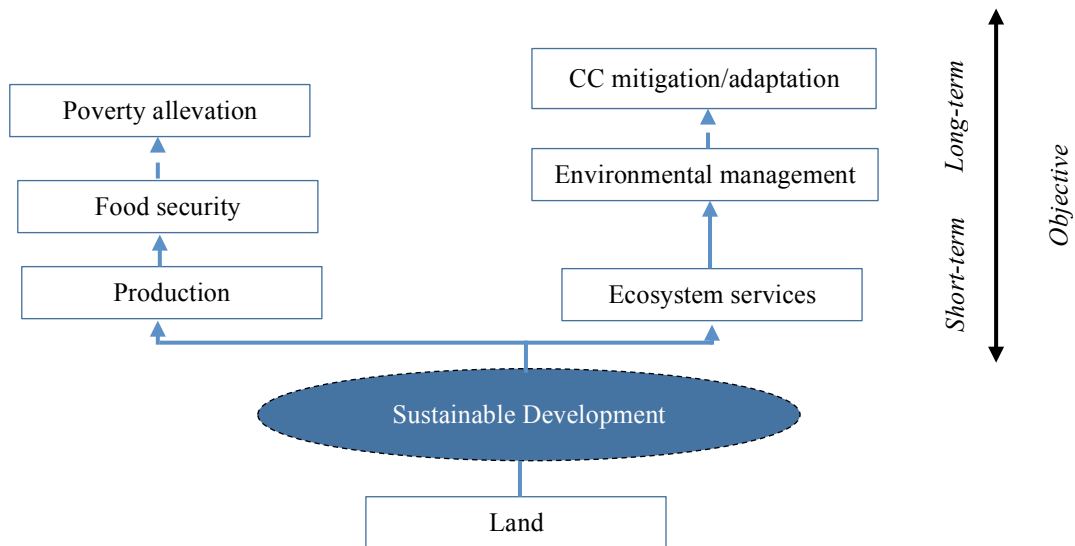 CC mitigation/adaptation
Poverty allevation
Environmental management
Food security
Production
Ecosystem services
Sustainable Development
Land
Long-term
Short-term
Objective